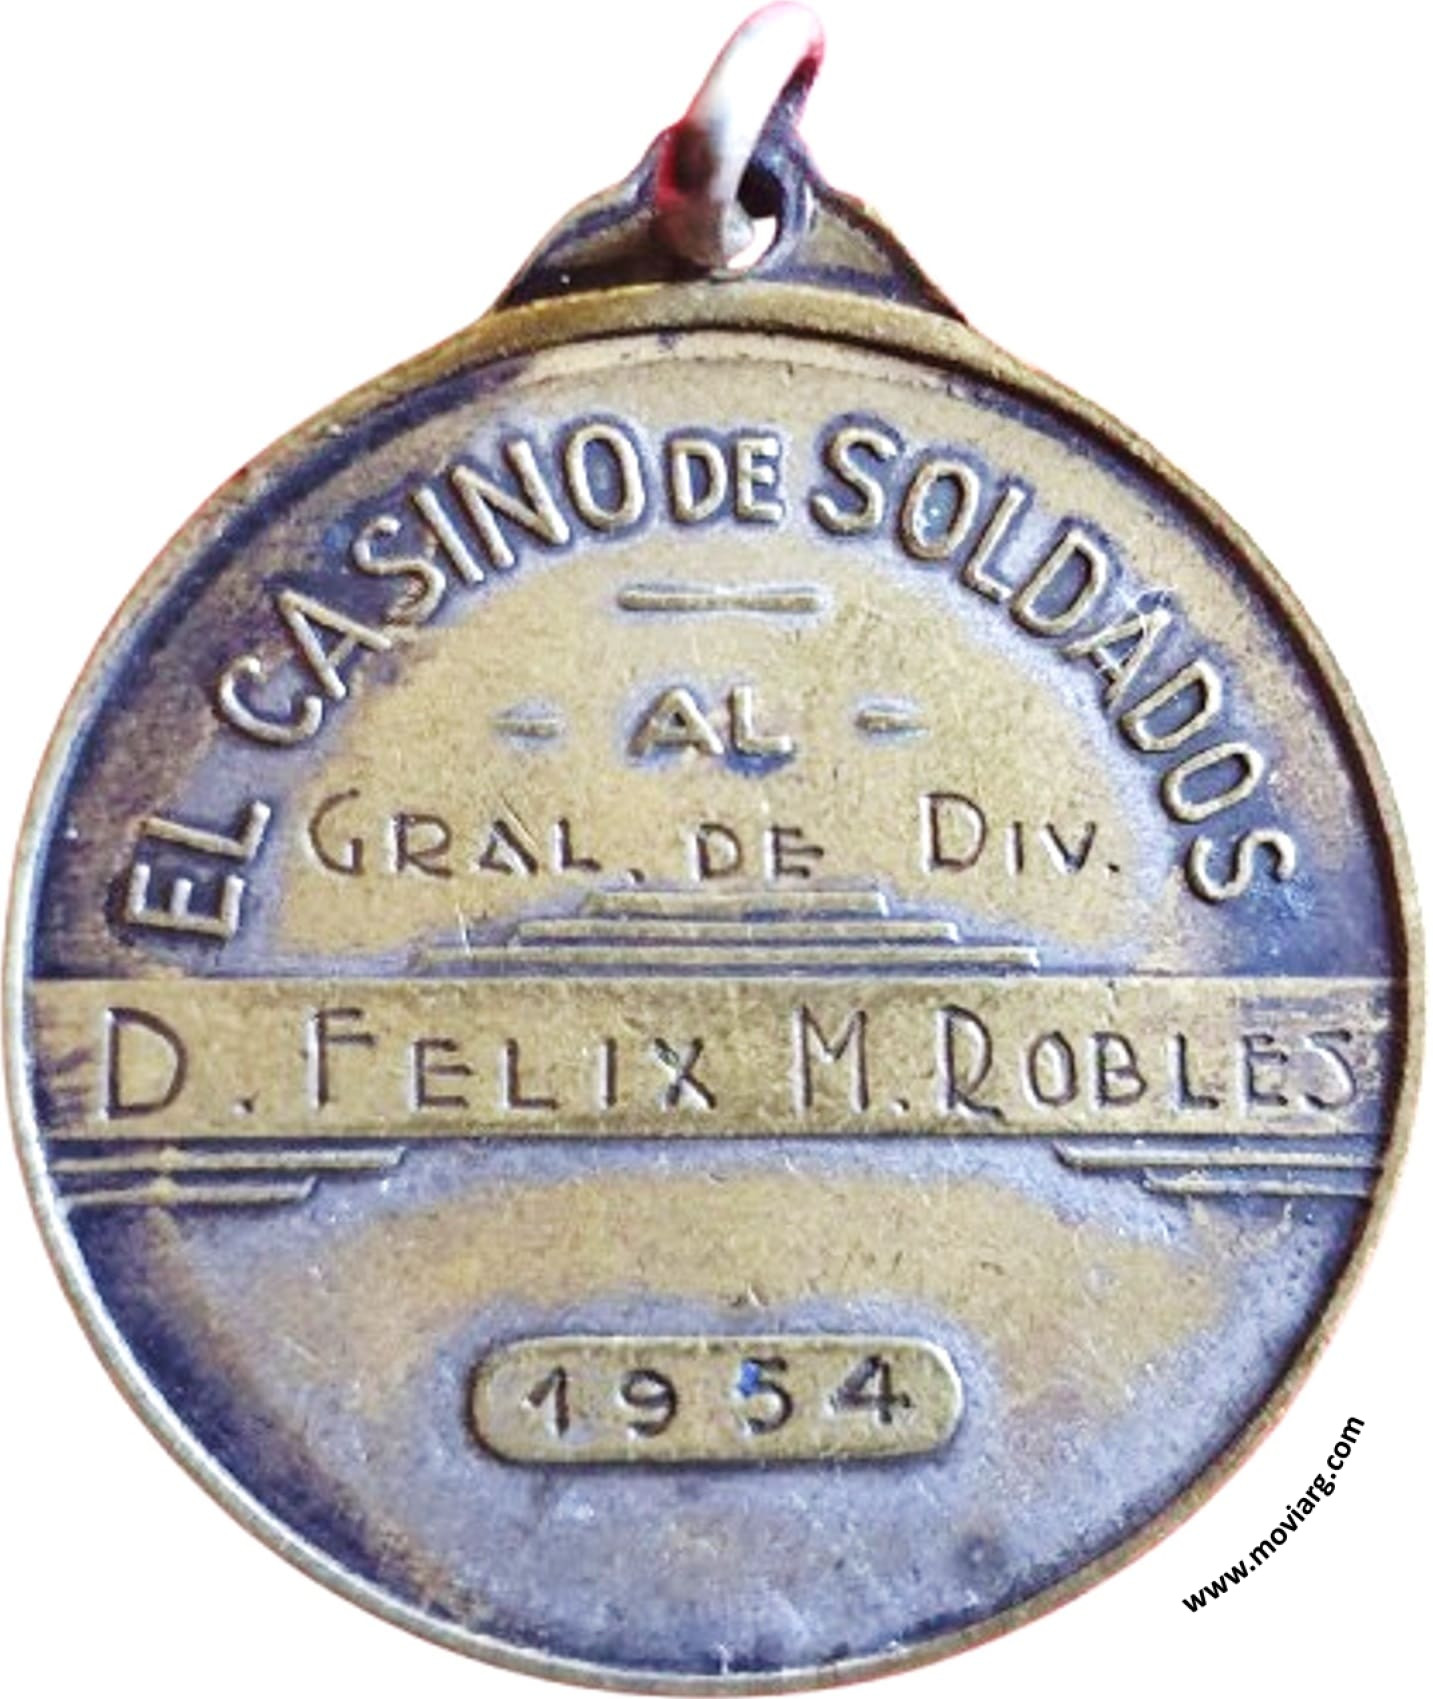 EL CASINO DE SOLDADOS
AL
GRAL. DE DIV.
D. FELIX M. ROBLES
1954
www.moviarg.com